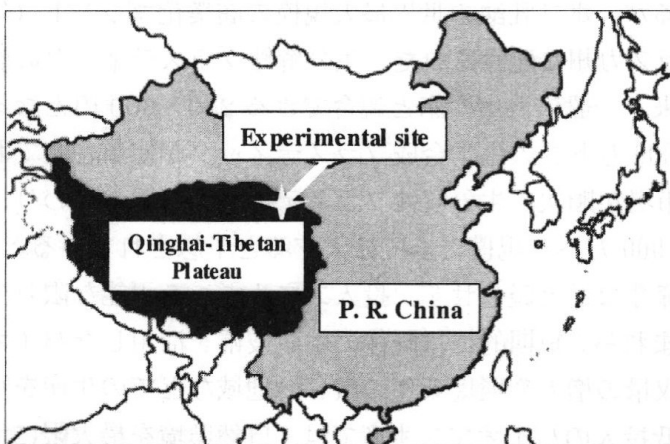 Experimental site
Qinghai-Tibetan
Plateau
P. R. China